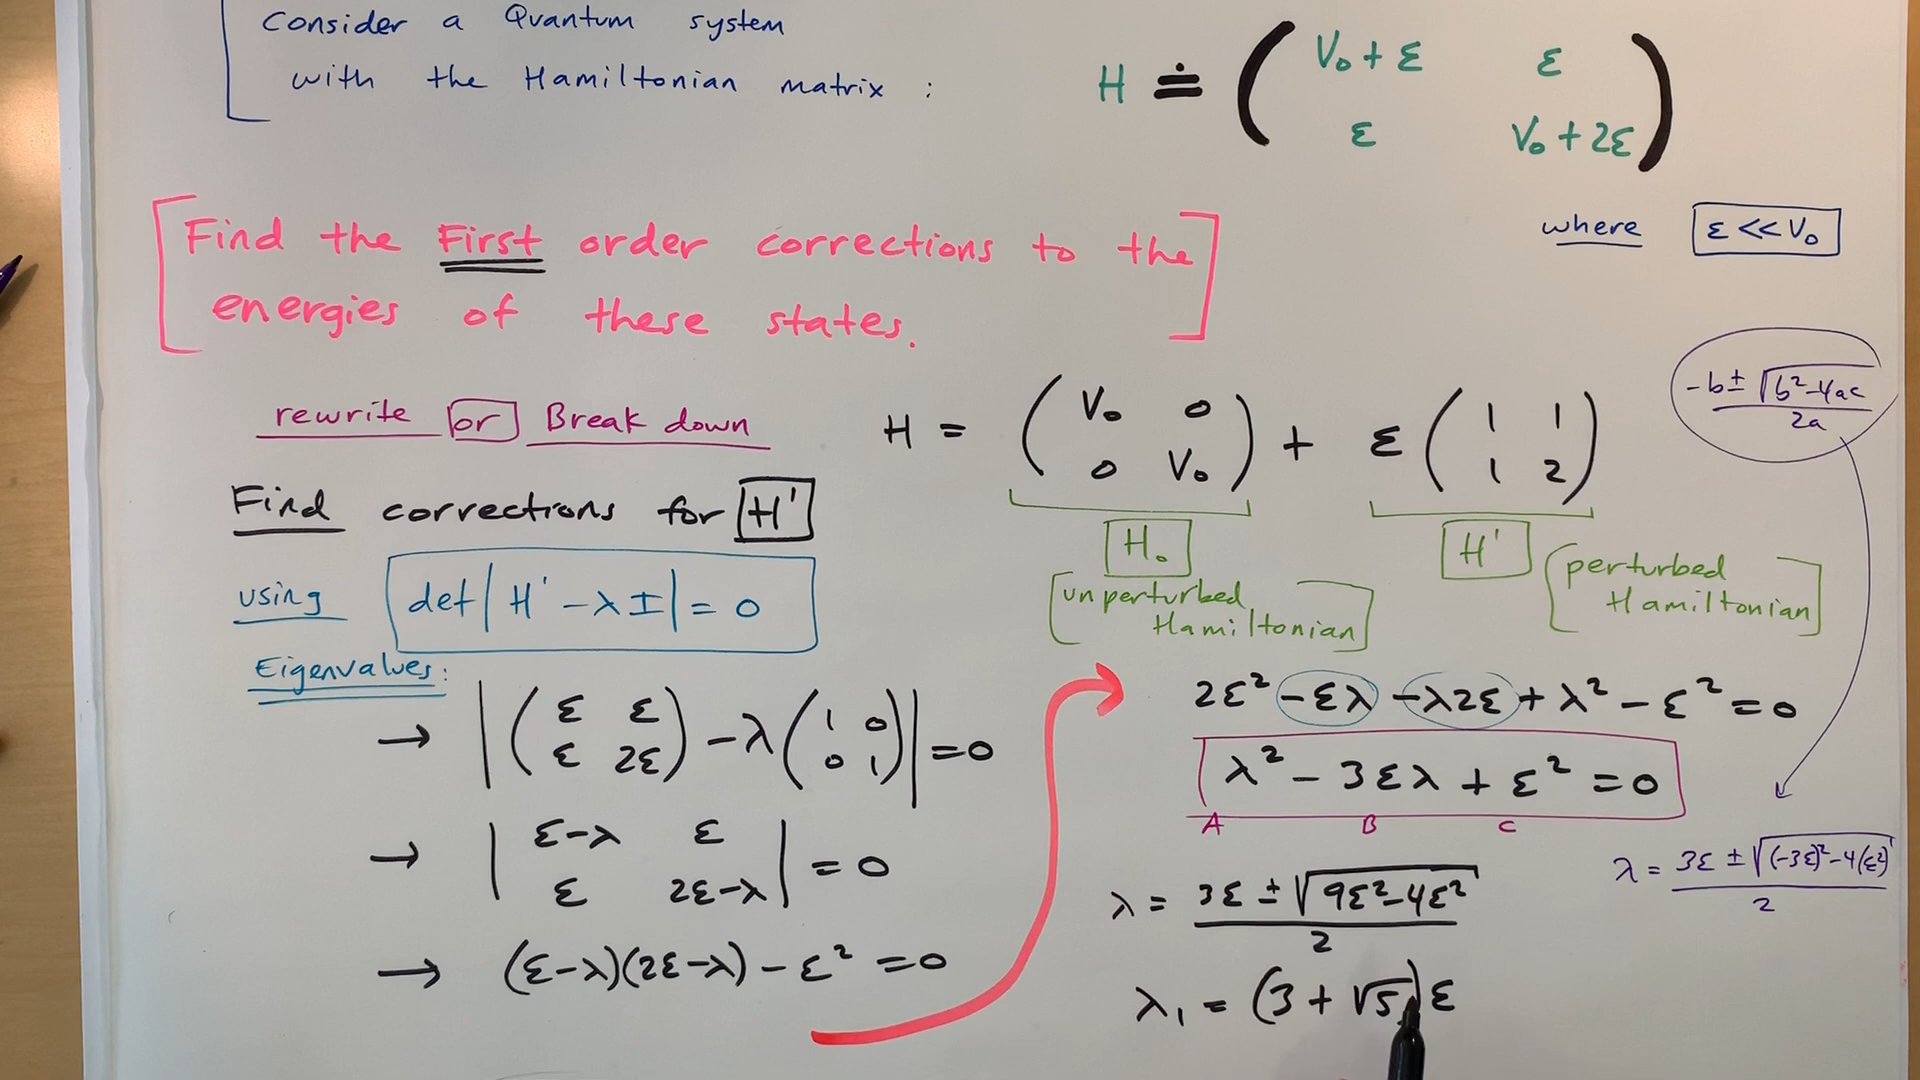 Consider a Quantum system
with the Hamiltonian matrix :
H ≐ ( V₀ + ε   ε
ε   V₀ + 2ε )
where ε << V₀
Find the First order corrections to the
energies of these states.
rewrite or Break down
H = ( V₀ 0 ) + ε ( 1 1 )
( 0 V₀ )   ( 1 2 )
H₀
unperturbed
Hamiltonian
H'
perturbed
Hamiltonian
-b ± √(b²-4ac)
2a
Find corrections for H'
using det| H' - λI | = 0
Eigenvalues:
→ | ( ε ε ) - λ ( 1 0 ) | = 0
( ε 2ε )   ( 0 1 )
→ | ε-λ   ε | = 0
| ε   2ε-λ |
→ (ε-λ)(2ε-λ) - ε² = 0
2ε² - ελ - λ2ε + λ² - ε² = 0
λ² - 3ελ + ε² = 0
A B C
λ = 3ε ± √((-3ε)² - 4(ε²))
2
λ = 3ε ± √(9ε² - 4ε²)
2
λ₁ = (3 + √5)ε